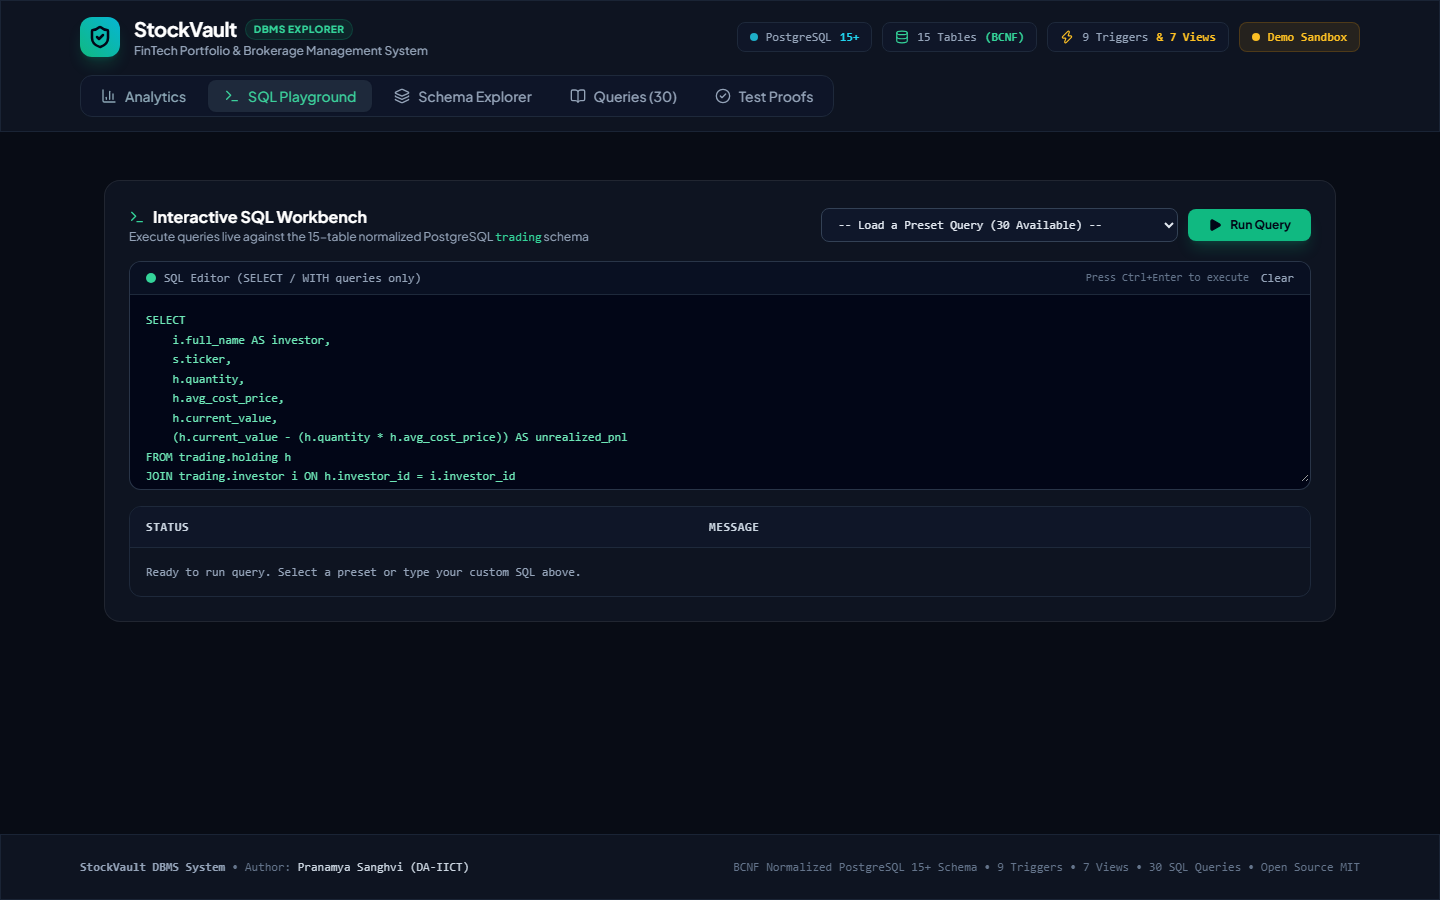 StockVault DBMS EXPLORER
FinTech Portfolio & Brokerage Management System
PostgreSQL 15+
15 Tables (BCNF)
9 Triggers & 7 Views
Demo Sandbox
Analytics
SQL Playground
Schema Explorer
Queries (30)
Test Proofs
Interactive SQL Workbench
Execute queries live against the 15-table normalized PostgreSQL trading schema
-- Load a Preset Query (30 Available) --
Run Query
SQL Editor (SELECT / WITH queries only)
Press Ctrl+Enter to execute
Clear
SELECT
    i.full_name AS investor,
    s.ticker,
    h.quantity,
    h.avg_cost_price,
    h.current_value,
    (h.current_value - (h.quantity * h.avg_cost_price)) AS unrealized_pnl
FROM trading.holding h
JOIN trading.investor i ON h.investor_id = i.investor_id
STATUS MESSAGE
Ready to run query. Select a preset or type your custom SQL above.
StockVault DBMS System • Author: Pranamya Sanghvi (DA-IICT)
BCNF Normalized PostgreSQL 15+ Schema • 9 Triggers • 7 Views • 30 SQL Queries • Open Source MIT